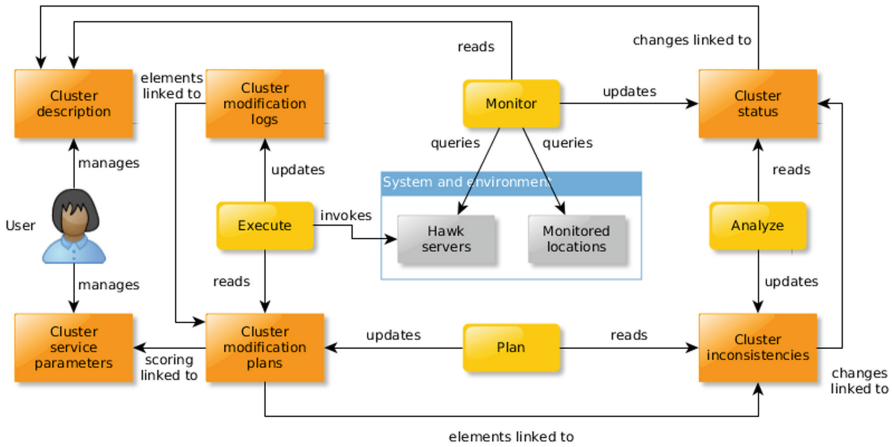 reads
changes linked to
Cluster
description
elements
linked to
Cluster
modification
logs
Monitor
updates
Cluster
status
manages
queries
queries
updates
reads
System and environment
User
Execute
invokes
Hawk
servers
Monitored
locations
Analyze
manages
reads
updates
Cluster
service
parameters
scoring
linked to
Cluster
modification
plans
updates
Plan
reads
Cluster
inconsistencies
changes
linked to
elements linked to